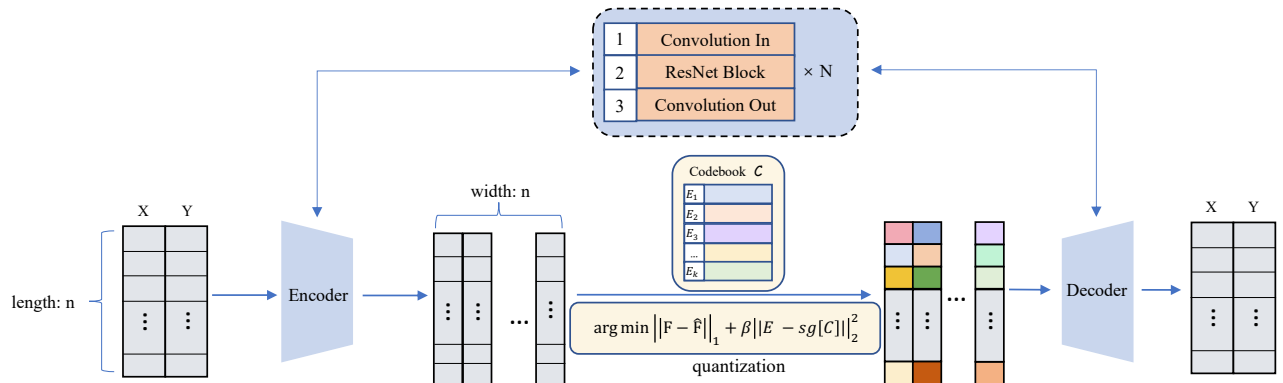 1 Convolution In
2 ResNet Block × N
3 Convolution Out
Codebook 𝒞
E₁
E₂
E₃
...
Eₖ
width: n
X Y
length: n
⋮ ⋮
Encoder
⋮ ⋮ ... ⋮
arg min ||F − F̂||₁ + β||E − sg[C]||₂²
quantization
⋮ ⋮ ... ⋮
Decoder
X Y
⋮ ⋮